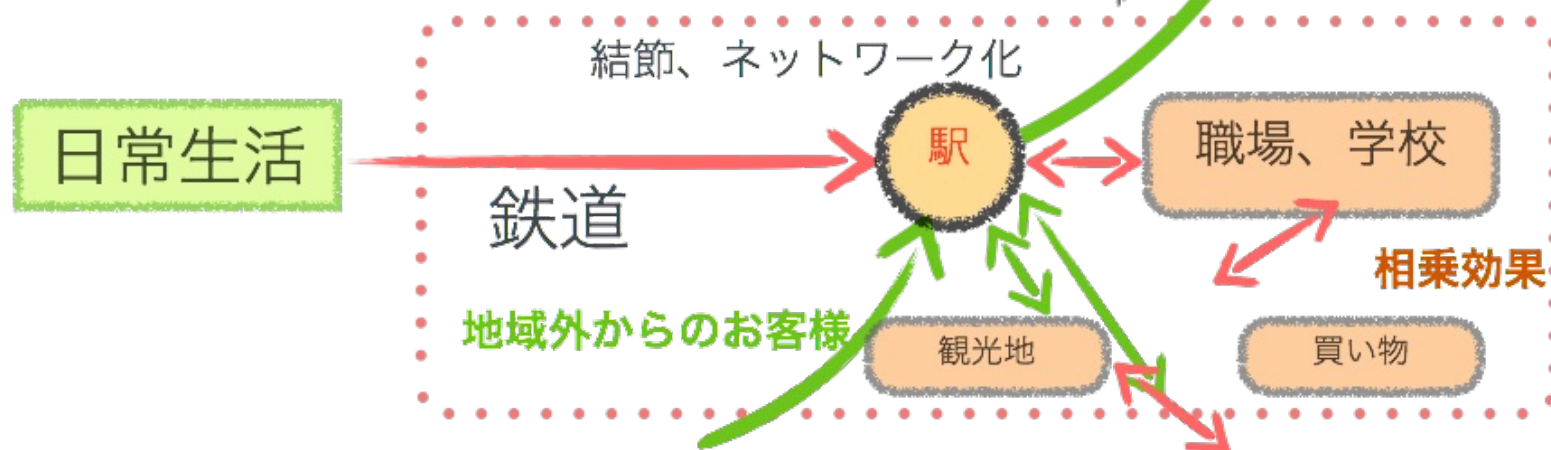 結節、ネットワーク化
日常生活
駅
職場、学校
鉄道
相乗効果
地域外からのお客様
観光地
買い物